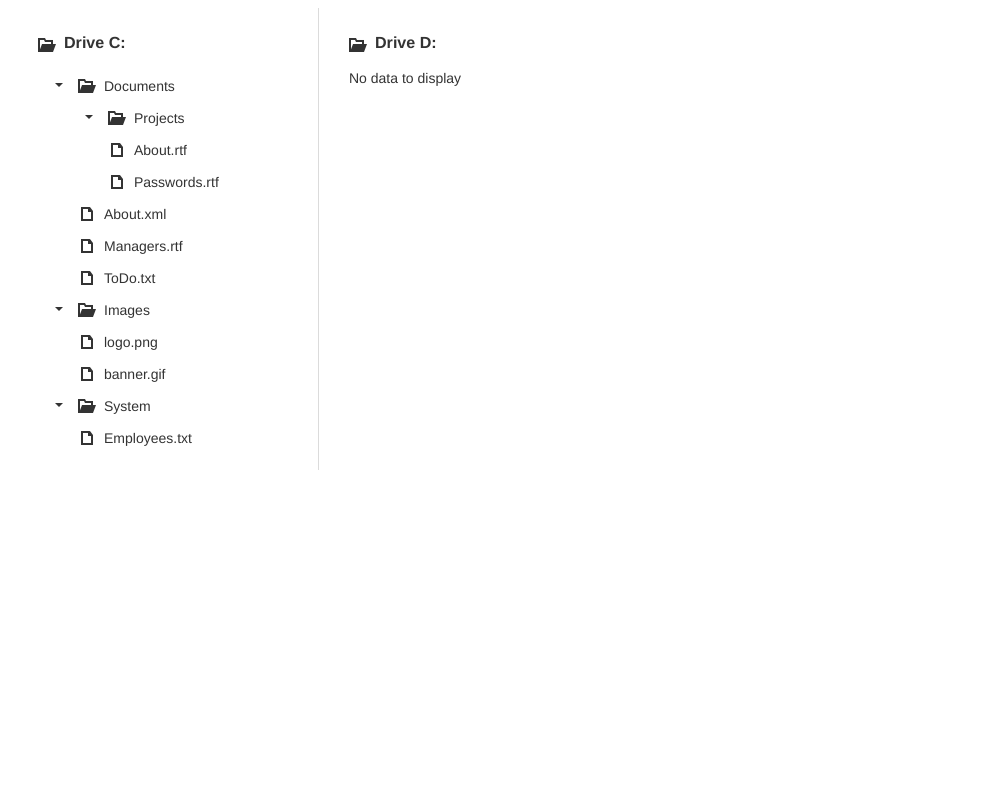 Drive C:
Documents
Projects
About.rtf
Passwords.rtf
About.xml
Managers.rtf
ToDo.txt
Images
logo.png
banner.gif
System
Employees.txt
Drive D:
No data to display